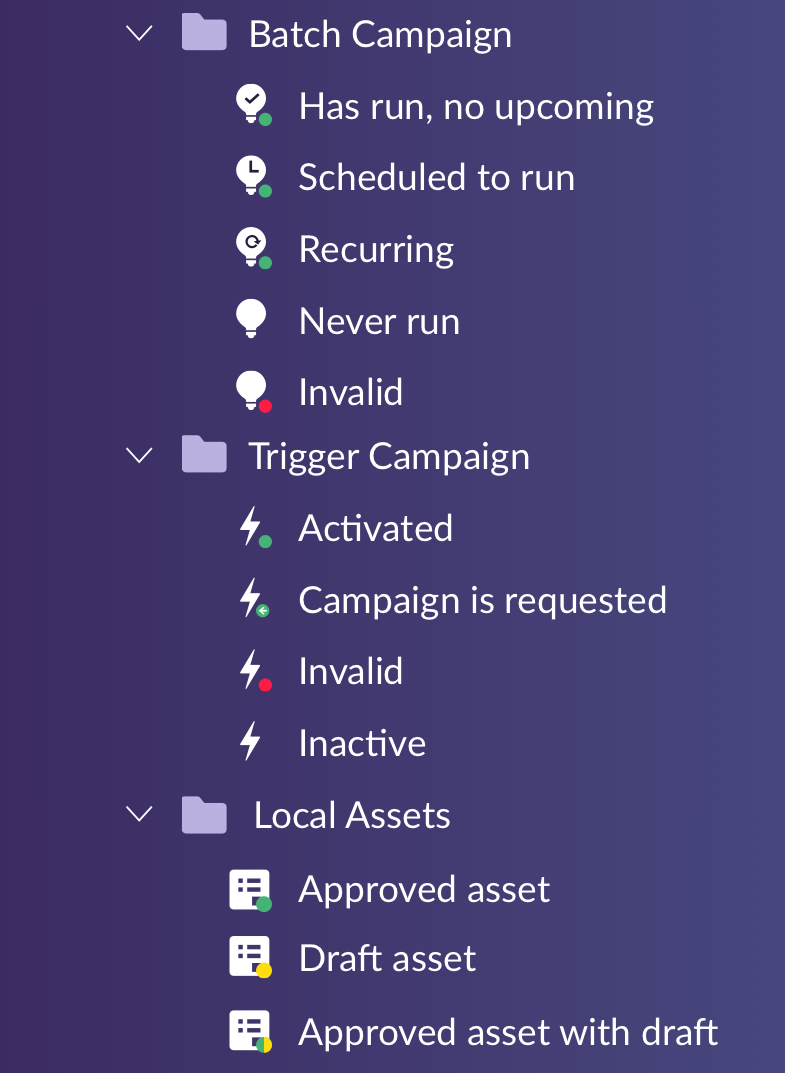 Batch Campaign
Has run, no upcoming
Scheduled to run
Recurring
Never run
Invalid
Trigger Campaign
Activated
Campaign is requested
Invalid
Inactive
Local Assets
Approved asset
Draft asset
Approved asset with draft